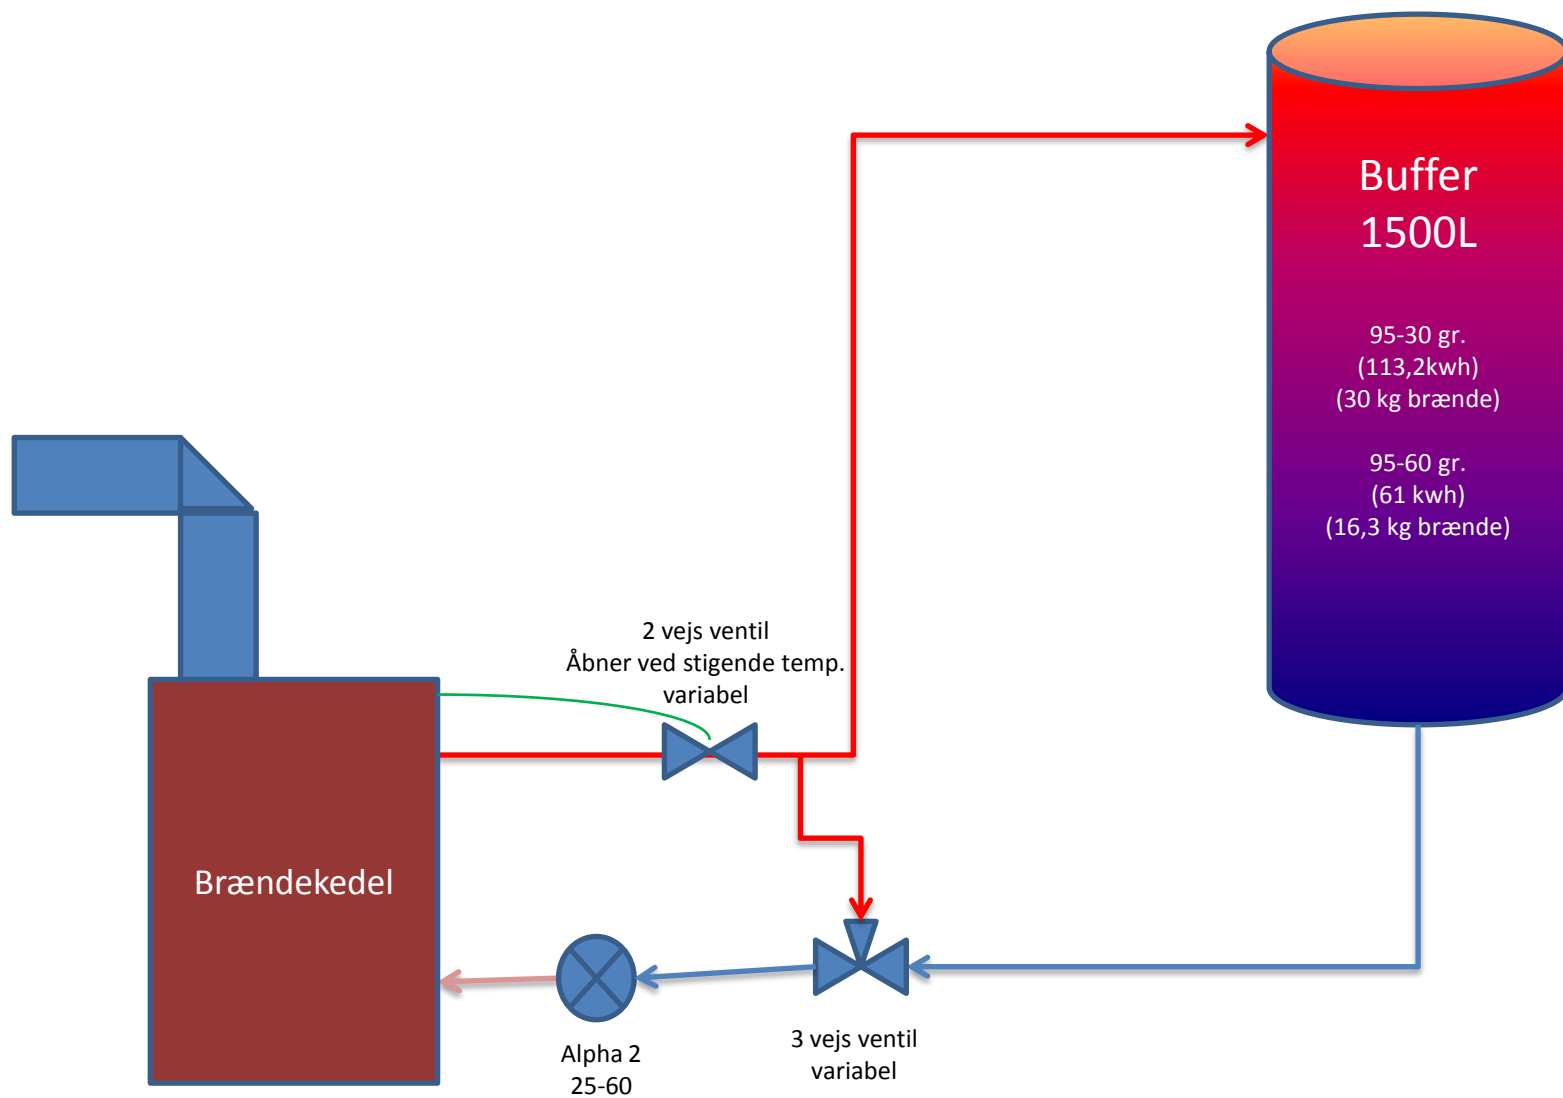 Buffer
1500L
95-30 gr.
(113,2kwh)
(30 kg brænde)
95-60 gr.
(61 kwh)
(16,3 kg brænde)
2 vejs ventil
Åbner ved stigende temp.
variabel
Brændekedel
Alpha 2
25-60
3 vejs ventil
variabel